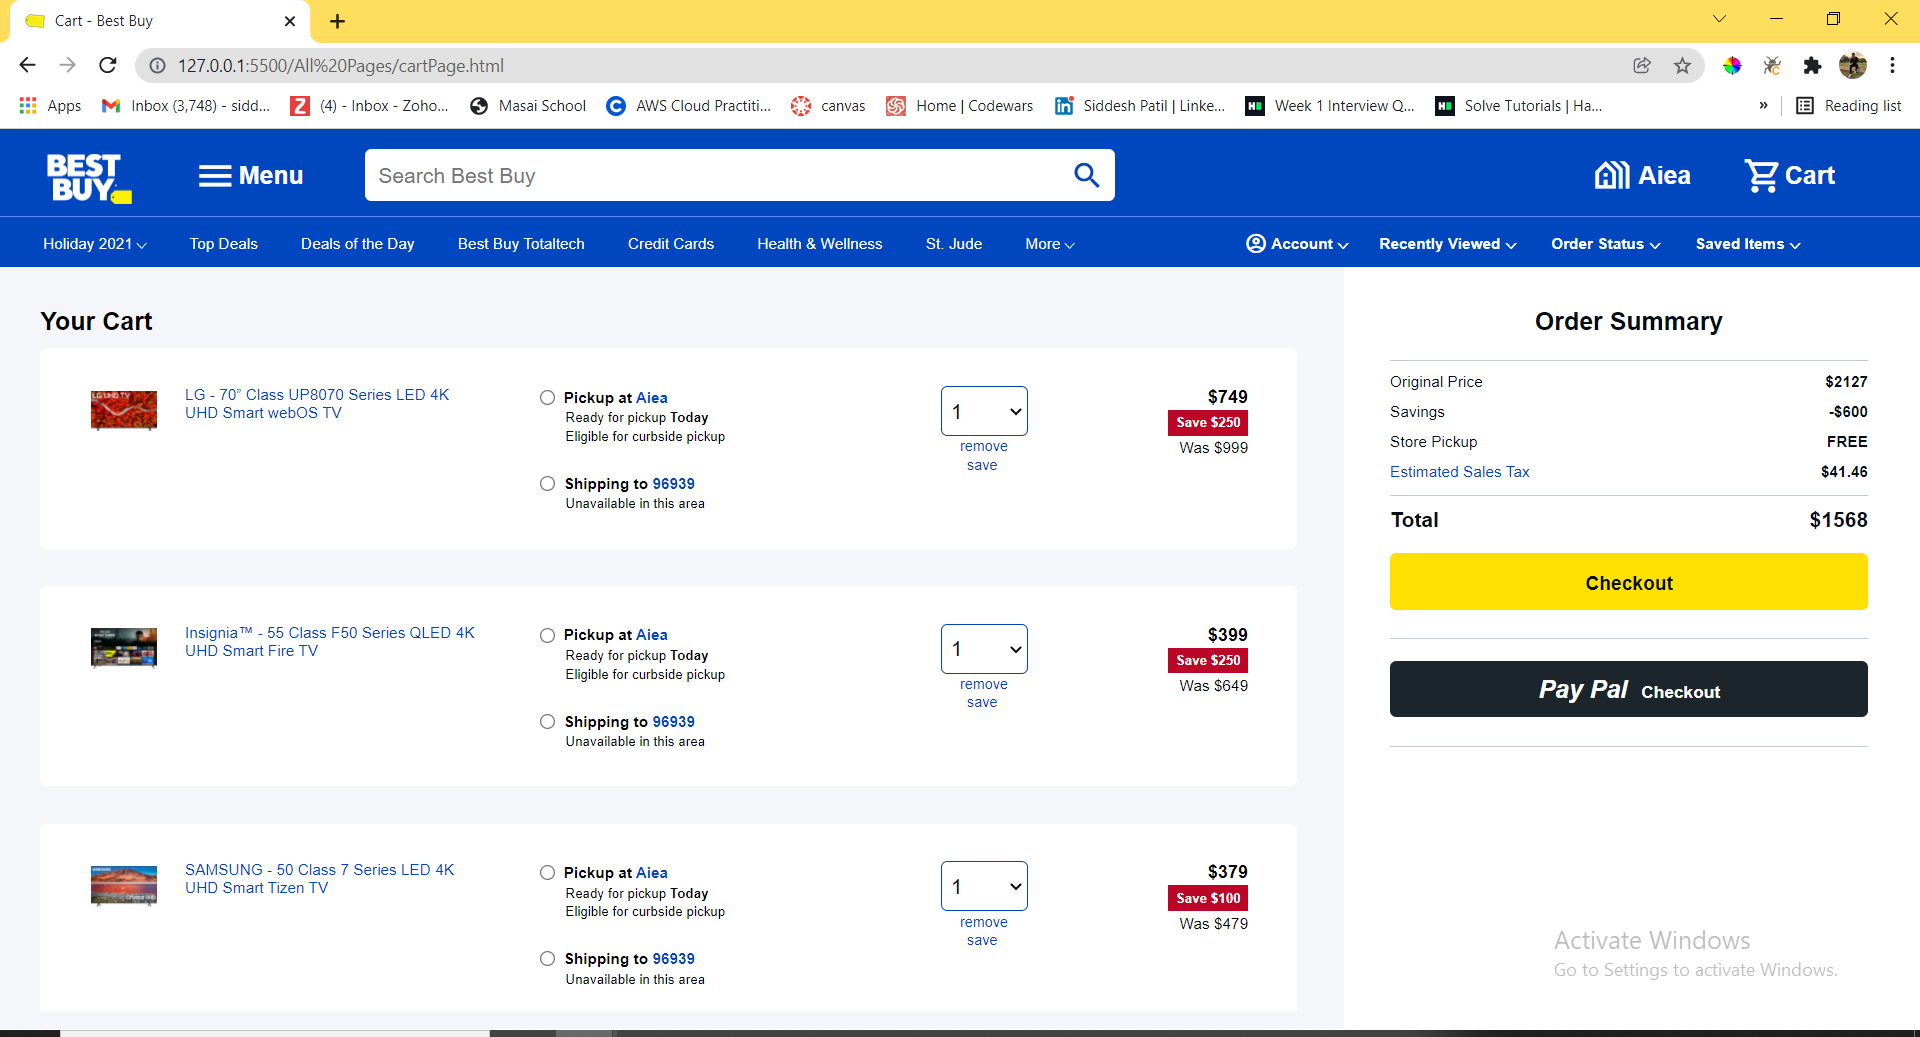 Cart - Best Buy
127.0.0.1:5500/All%20Pages/cartPage.html
Apps
Inbox (3,748) - sidd...
(4) - Inbox - Zoho...
Masai School
AWS Cloud Practiti...
canvas
Home | Codewars
Siddesh Patil | Linke...
Week 1 Interview Q...
Solve Tutorials | Ha...
»
Reading list
BEST
BUY
Menu
Search Best Buy
Aiea
Cart
Holiday 2021
Top Deals
Deals of the Day
Best Buy Totaltech
Credit Cards
Health & Wellness
St. Jude
More
Account
Recently Viewed
Order Status
Saved Items
Your Cart
LG UHD TV
LG - 70” Class UP8070 Series LED 4K
UHD Smart webOS TV
Pickup at Aiea
Ready for pickup Today
Eligible for curbside pickup
Shipping to 96939
Unavailable in this area
1
remove
save
$749
Save $250
Was $999
Insignia™ - 55 Class F50 Series QLED 4K
UHD Smart Fire TV
Pickup at Aiea
Ready for pickup Today
Eligible for curbside pickup
Shipping to 96939
Unavailable in this area
1
remove
save
$399
Save $250
Was $649
SAMSUNG - 50 Class 7 Series LED 4K
UHD Smart Tizen TV
Pickup at Aiea
Ready for pickup Today
Eligible for curbside pickup
Shipping to 96939
Unavailable in this area
1
remove
save
$379
Save $100
Was $479
Order Summary
Original Price $2127
Savings -$600
Store Pickup FREE
Estimated Sales Tax $41.46
Total $1568
Checkout
Pay Pal Checkout
Activate Windows
Go to Settings to activate Windows.